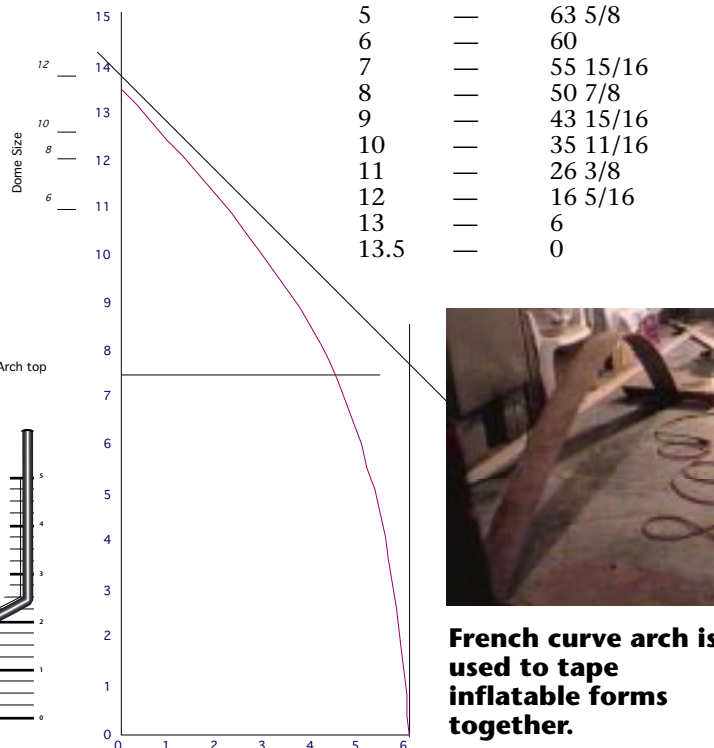 5 — 63 5/8
6 — 60
7 — 55 15/16
8 — 50 7/8
9 — 43 15/16
10 — 35 11/16
11 — 26 3/8
12 — 16 5/16
13 — 6
13.5 — 0
15
14
13
12
11
10
9
8
7
6
5
4
3
2
1
0
0 1 2 3 4 5 6
Dome Size
12
10
8
6
Arch top
5
4
3
2
1
0
French curve arch is
used to tape
inflatable forms
together.